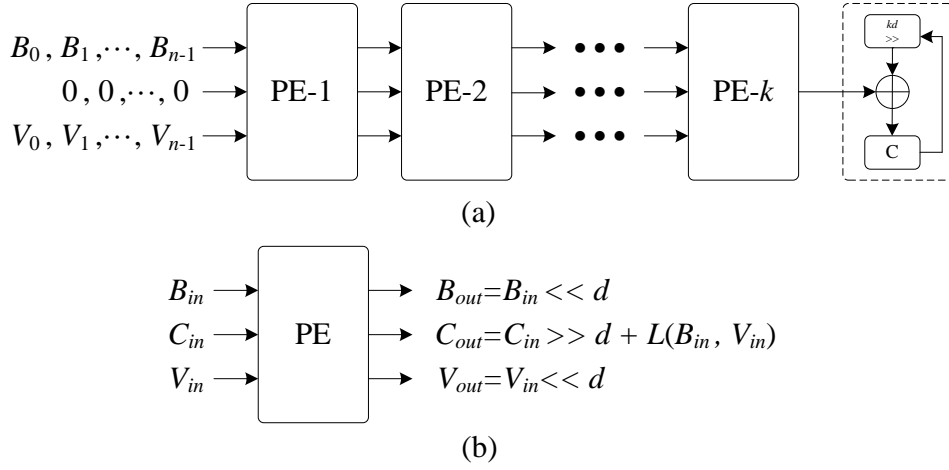 B0 , B1 ,⋯, Bn-1
0 , 0 ,⋯, 0
V0 , V1 ,⋯, Vn-1
PE-1
PE-2
PE-k
kd
>>
C
(a)
Bin
Cin
Vin
PE
Bout=Bin << d
Cout=Cin >> d + L(Bin, Vin)
Vout=Vin<< d
(b)